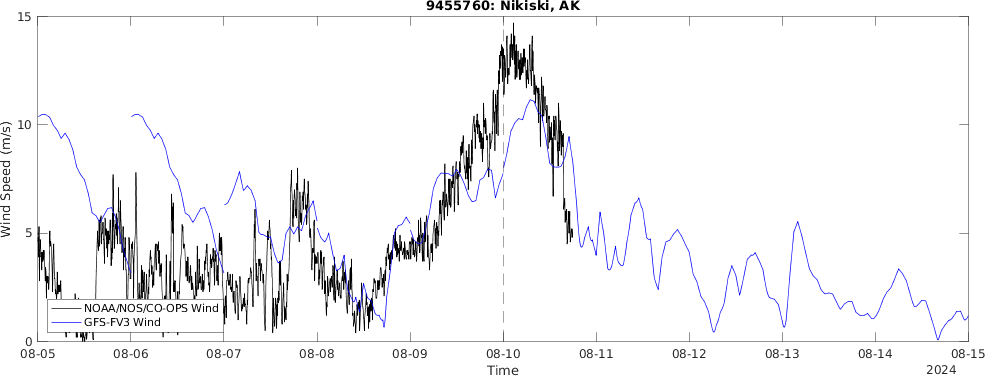 9455760: Nikiski, AK
Wind Speed (m/s)
15
10
5
0
NOAA/NOS/CO-OPS Wind
GFS-FV3 Wind
08-05 08-06 08-07 08-08 08-09 08-10 08-11 08-12 08-13 08-14 08-15
Time
2024